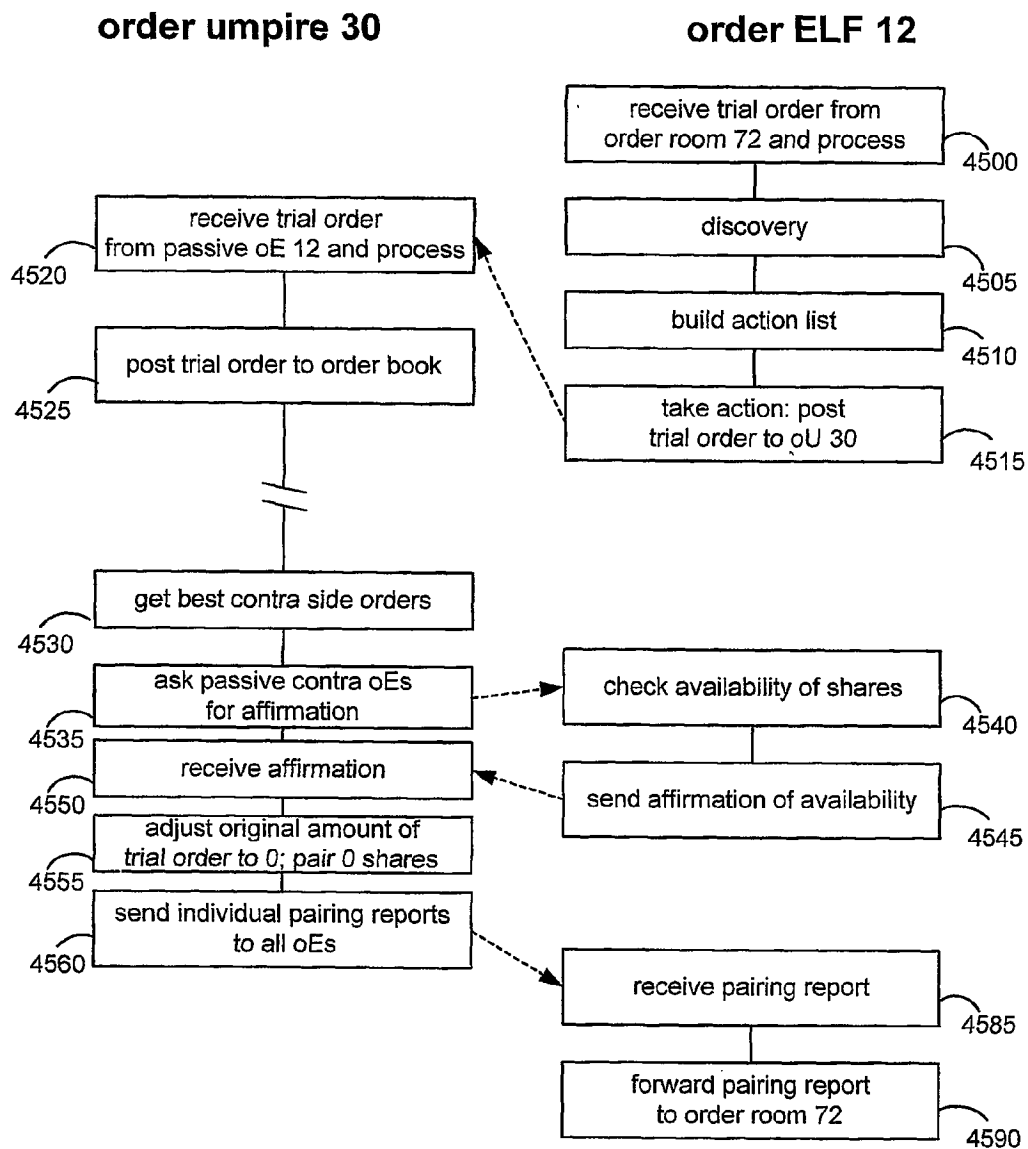 order umpire 30
order ELF 12
receive trial order from
order room 72 and process
4500
discovery
4505
build action list
4510
take action: post
trial order to oU 30
4515
receive trial order
from passive oE 12 and process
4520
post trial order to order book
4525
get best contra side orders
4530
ask passive contra oEs
for affirmation
4535
check availability of shares
4540
send affirmation of availability
4545
receive affirmation
4550
adjust original amount of
trial order to 0; pair 0 shares
4555
send individual pairing reports
to all oEs
4560
receive pairing report
4585
forward pairing report
to order room 72
4590